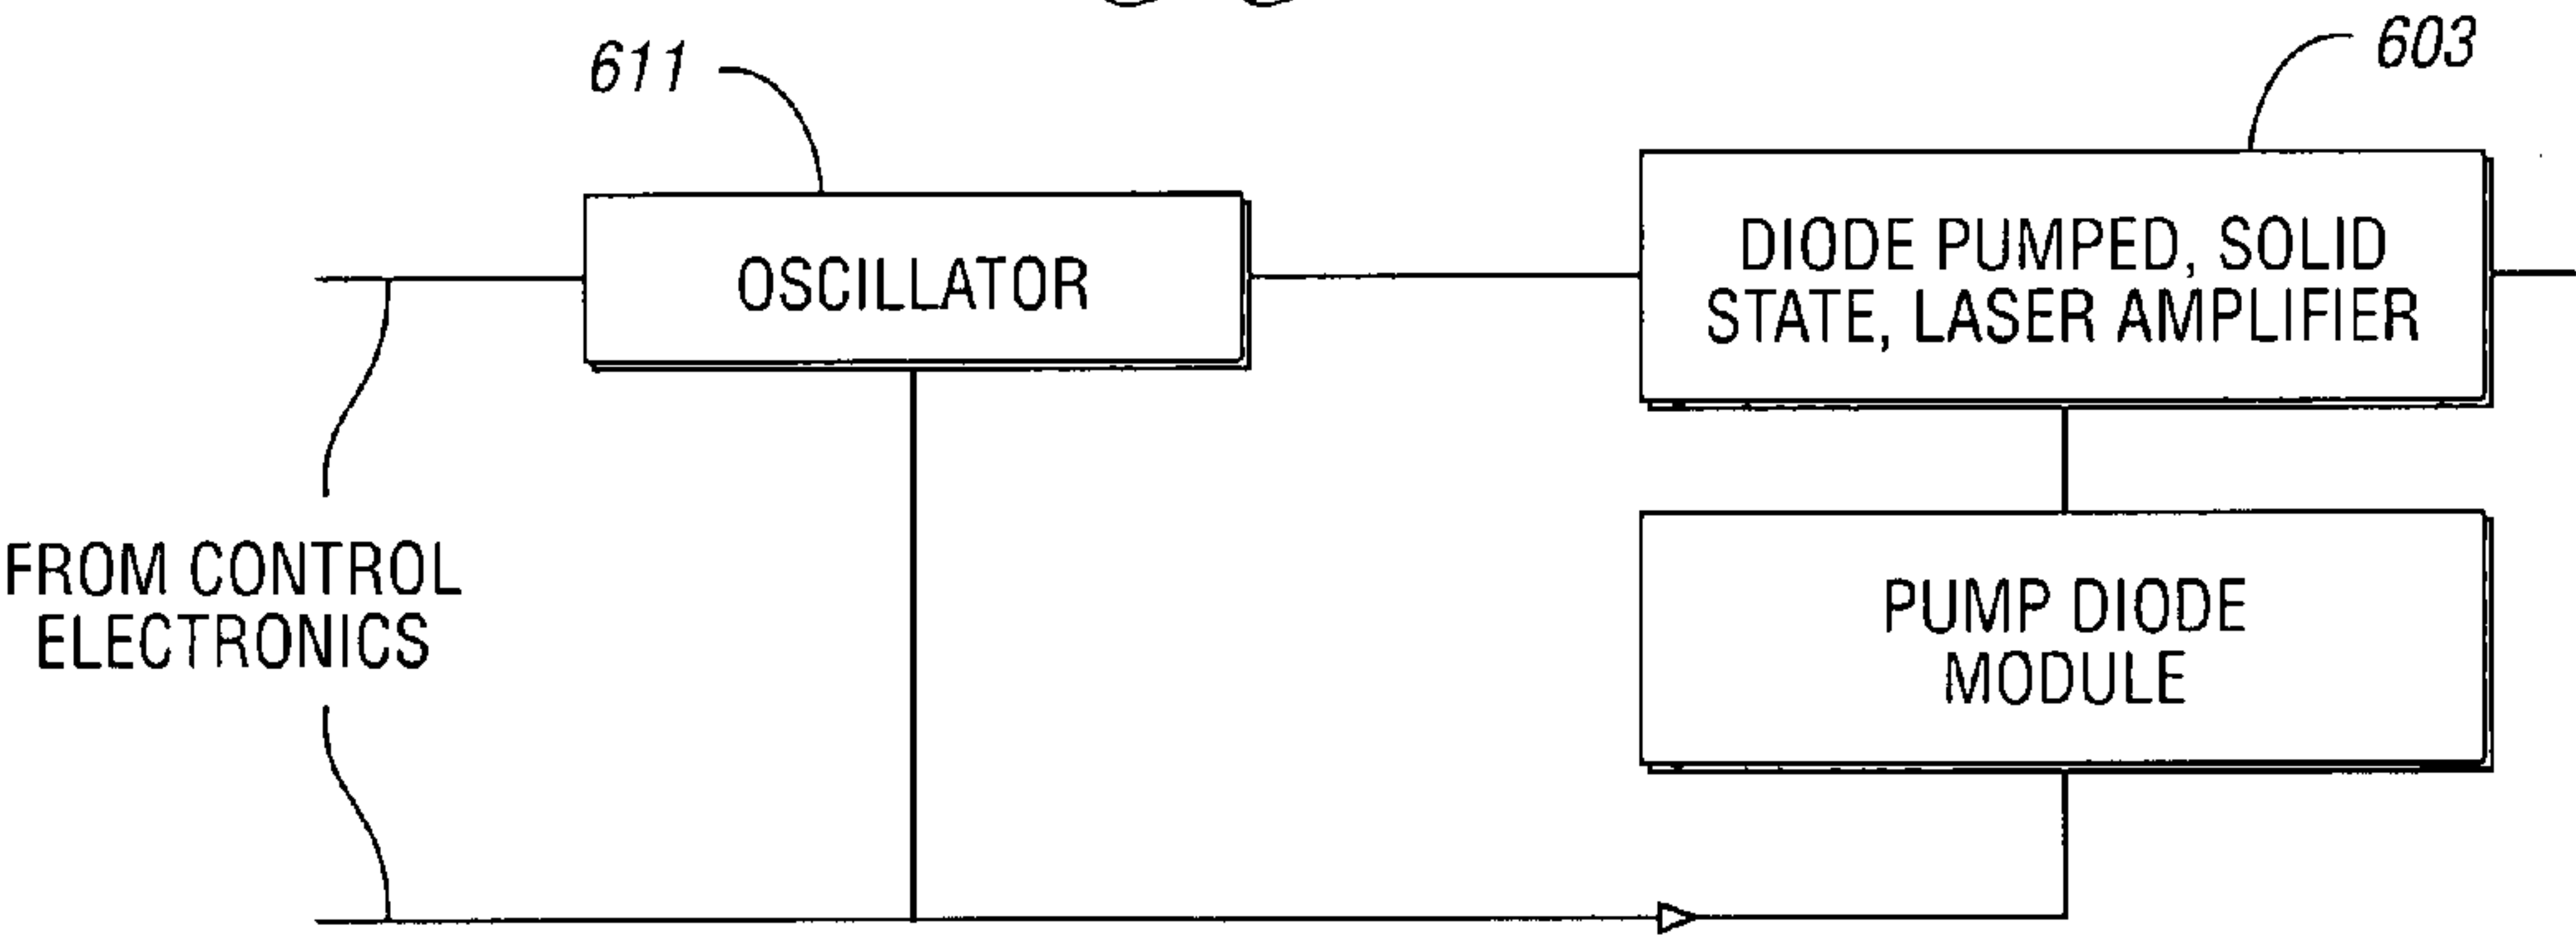 611
603
OSCILLATOR
DIODE PUMPED, SOLID
STATE, LASER AMPLIFIER
FROM CONTROL
ELECTRONICS
PUMP DIODE
MODULE